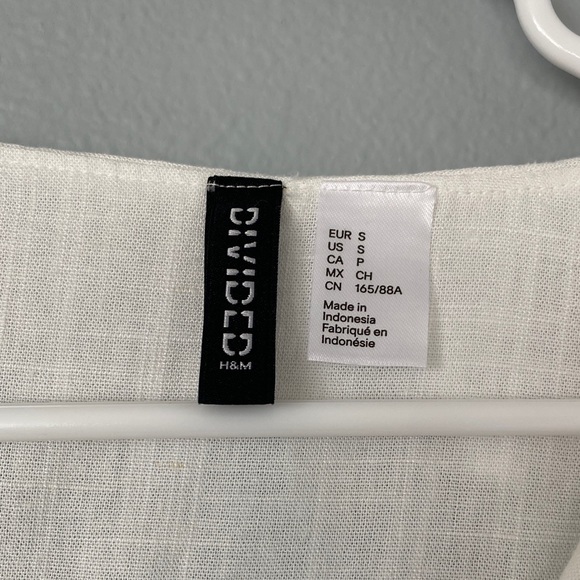 DIVIDED
H&M
EUR S
US S
CA P
MX CH
CN 165/88A
Made in
Indonesia
Fabriqué en
Indonésie